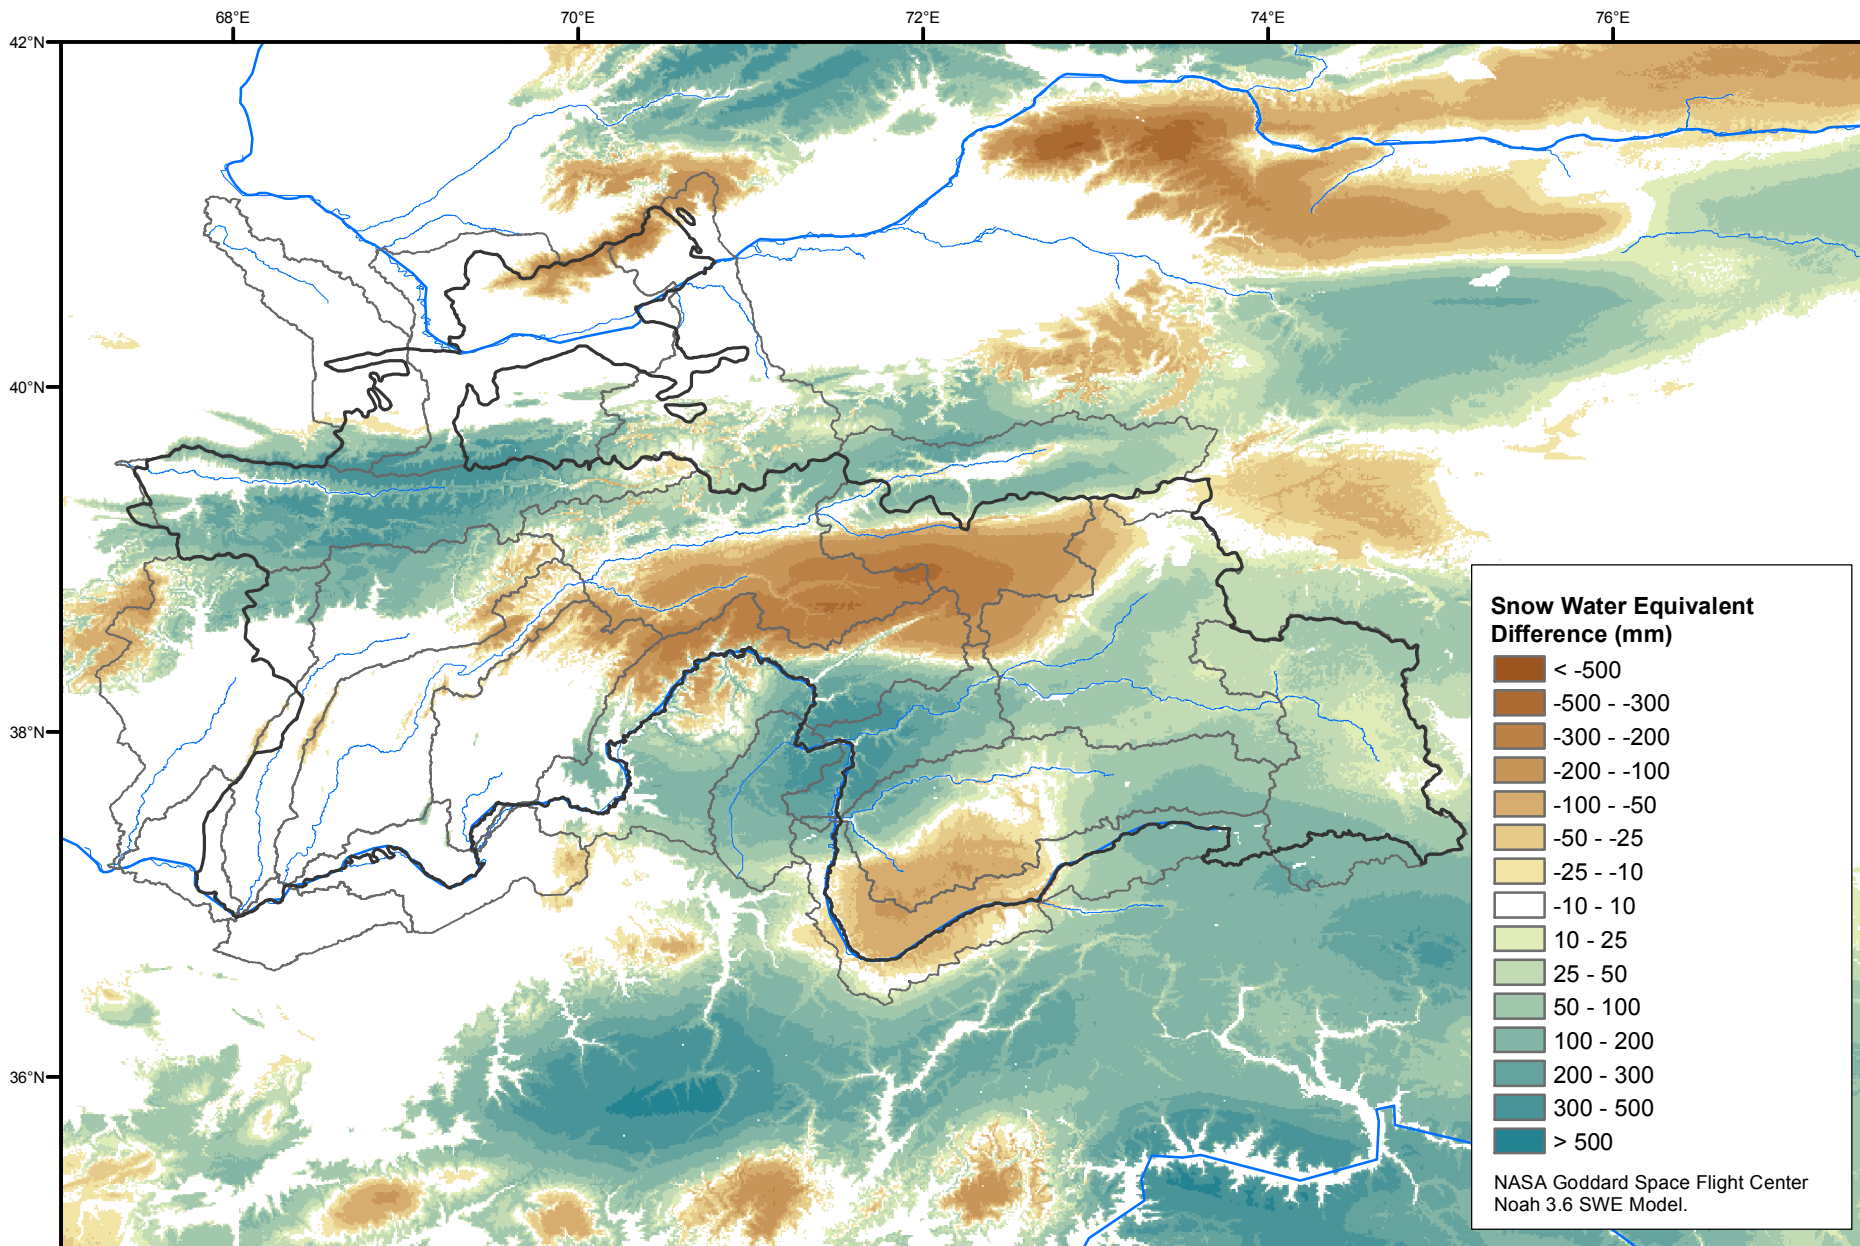 68°E 70°E 72°E 74°E 76°E
42°N
40°N
38°N
36°N
Snow Water Equivalent
Difference (mm)
< -500
-500 - -300
-300 - -200
-200 - -100
-100 - -50
-50 - -25
-25 - -10
-10 - 10
10 - 25
25 - 50
50 - 100
100 - 200
200 - 300
300 - 500
> 500
NASA Goddard Space Flight Center
Noah 3.6 SWE Model.